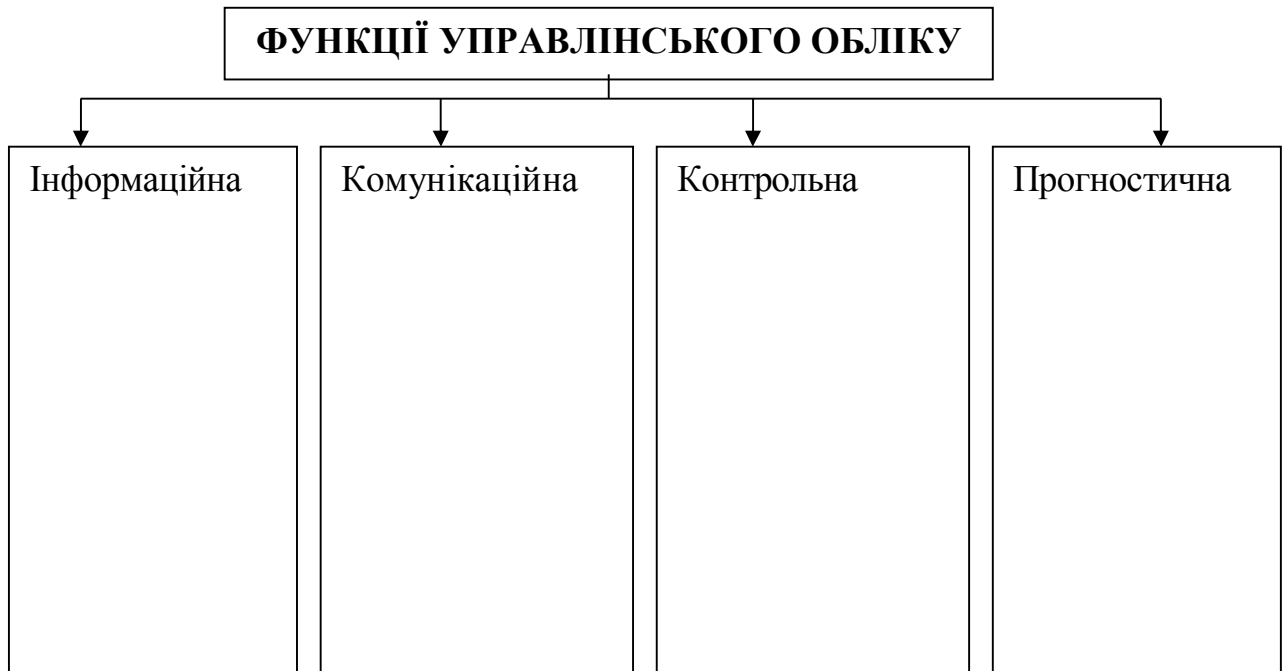 ФУНКЦІЇ УПРАВЛІНСЬКОГО ОБЛІКУ
Інформаційна
Комунікаційна
Контрольна
Прогностична